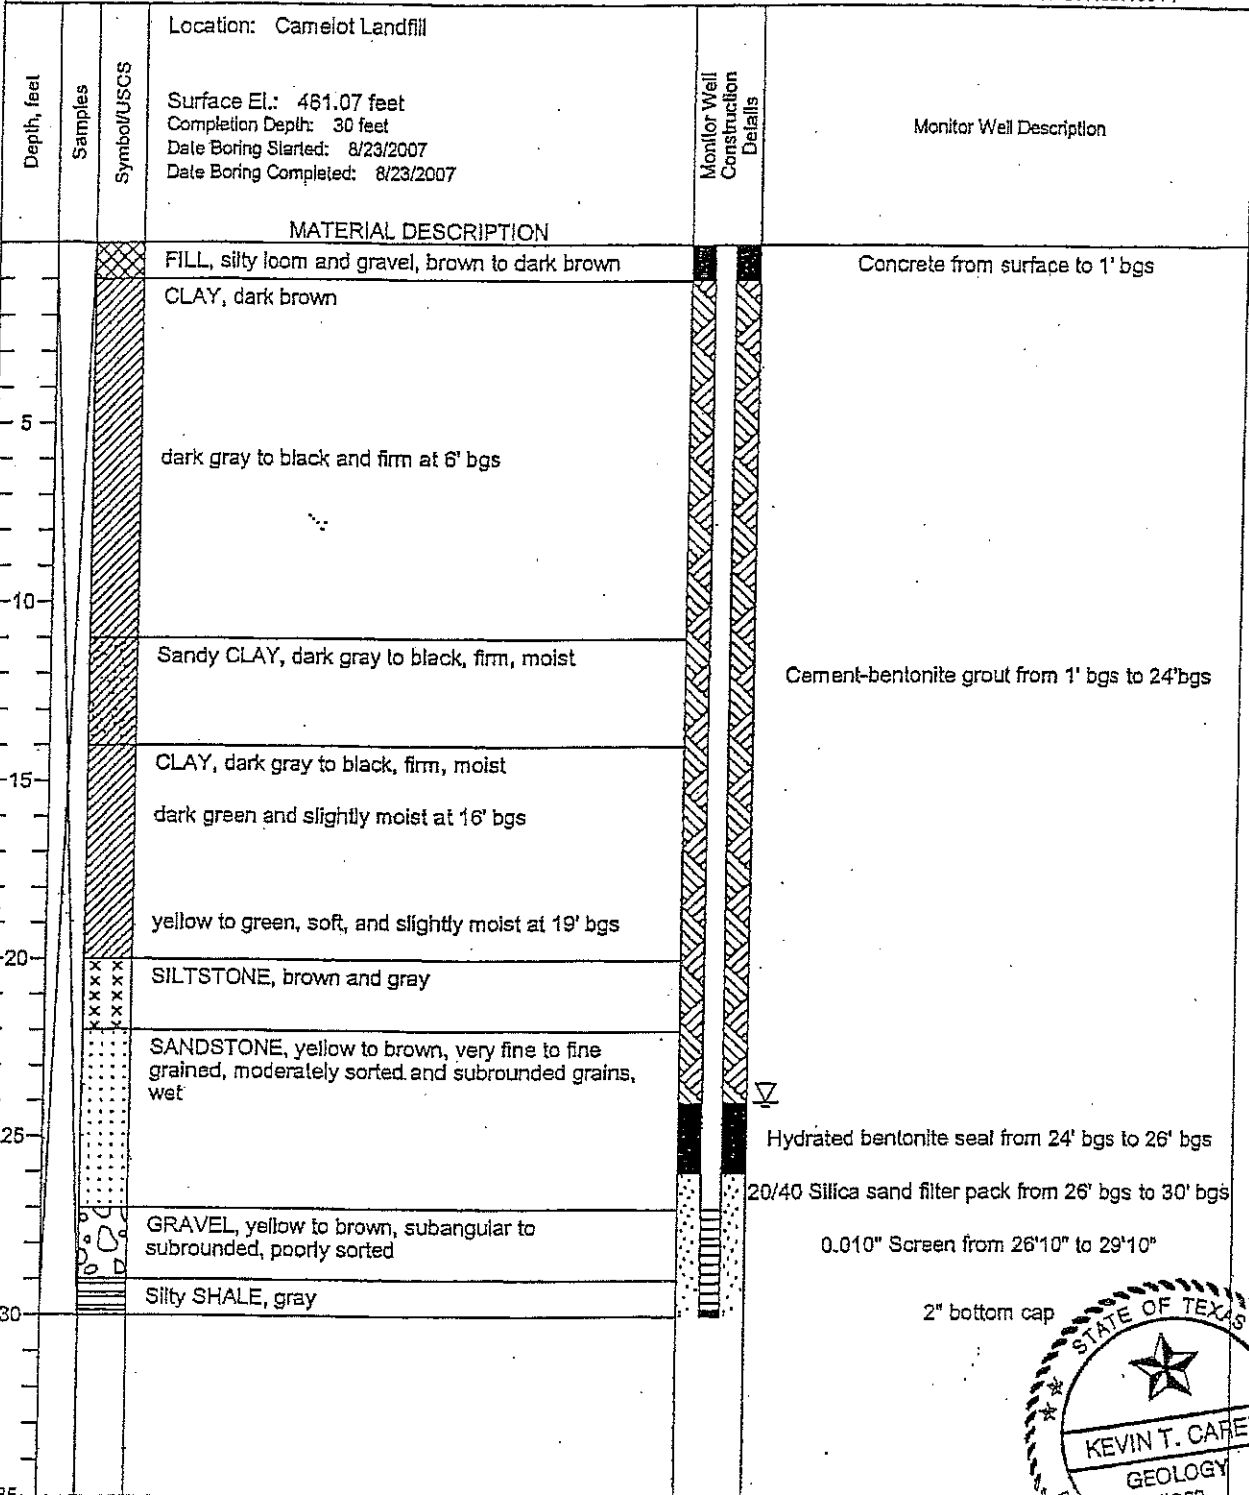 Location: Camelot Landfill
Depth, feet
Samples
Symbol/USCS
Surface El.: 461.07 feet
Completion Depth: 30 feet
Date Boring Started: 8/23/2007
Date Boring Completed: 8/23/2007
MATERIAL DESCRIPTION
Monitor Well
Construction
Details
Monitor Well Description
FILL, silty loom and gravel, brown to dark brown
Concrete from surface to 1' bgs
CLAY, dark brown
5
dark gray to black and firm at 6' bgs
10
Sandy CLAY, dark gray to black, firm, moist
Cement-bentonite grout from 1' bgs to 24'bgs
CLAY, dark gray to black, firm, moist
15
dark green and slightly moist at 16' bgs
yellow to green, soft, and slightly moist at 19' bgs
20
SILTSTONE, brown and gray
SANDSTONE, yellow to brown, very fine to fine
grained, moderately sorted and subrounded grains,
wet
25
Hydrated bentonite seal from 24' bgs to 26' bgs
20/40 Silica sand filter pack from 26' bgs to 30' bgs
GRAVEL, yellow to brown, subangular to
subrounded, poorly sorted
0.010" Screen from 26'10" to 29'10"
Silty SHALE, gray
30
2" bottom cap
STATE OF TEXAS
KEVIN T. CARE
GEOLOGY